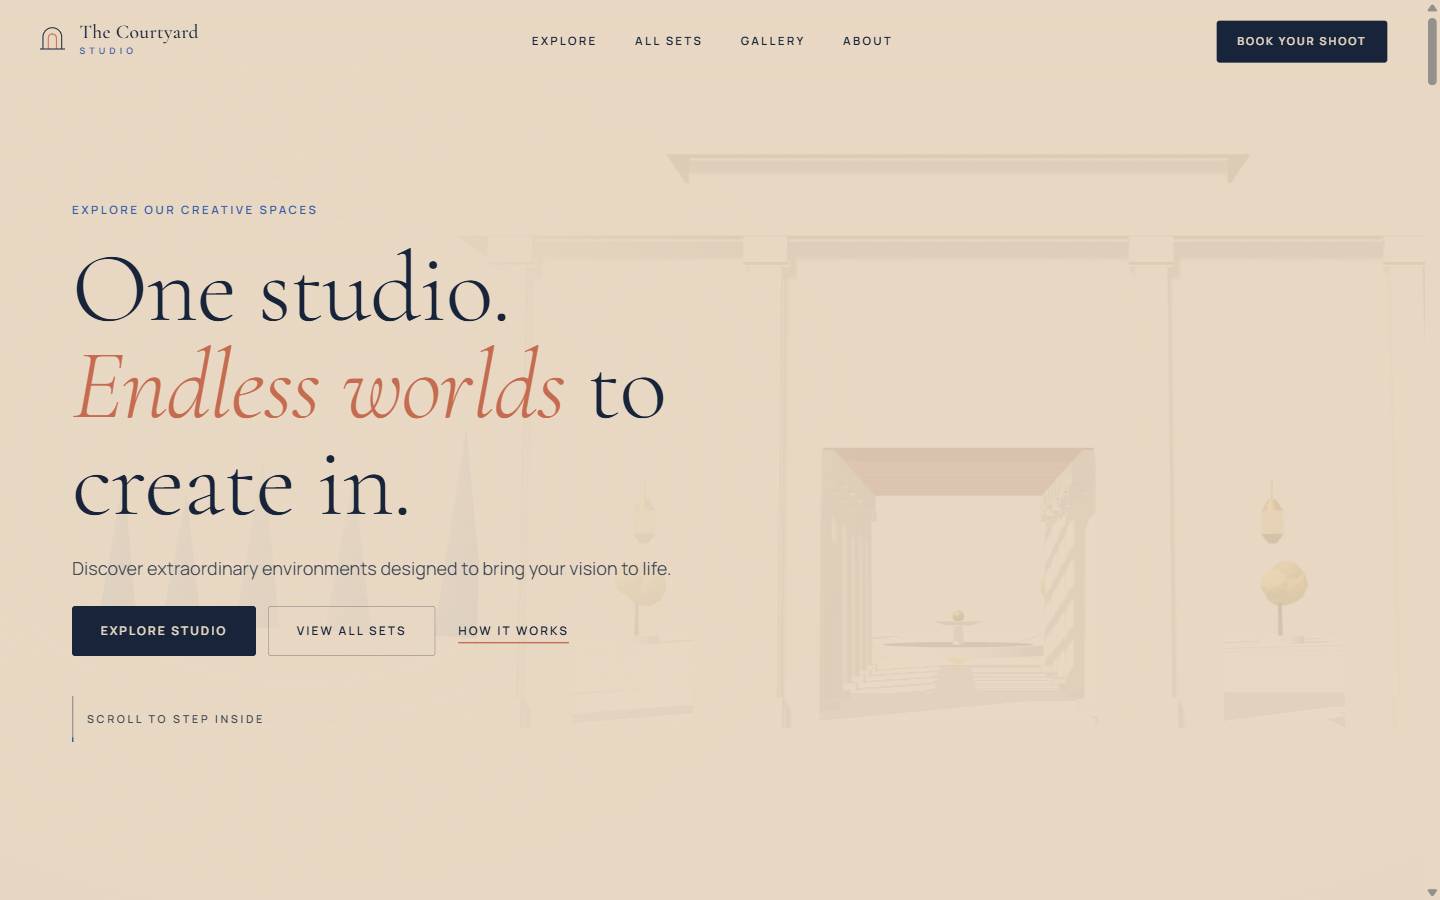 The Courtyard
STUDIO
EXPLORE
ALL SETS
GALLERY
ABOUT
BOOK YOUR SHOOT
EXPLORE OUR CREATIVE SPACES
One studio.
Endless worlds to
create in.
Discover extraordinary environments designed to bring your vision to life.
EXPLORE STUDIO
VIEW ALL SETS
HOW IT WORKS
SCROLL TO STEP INSIDE